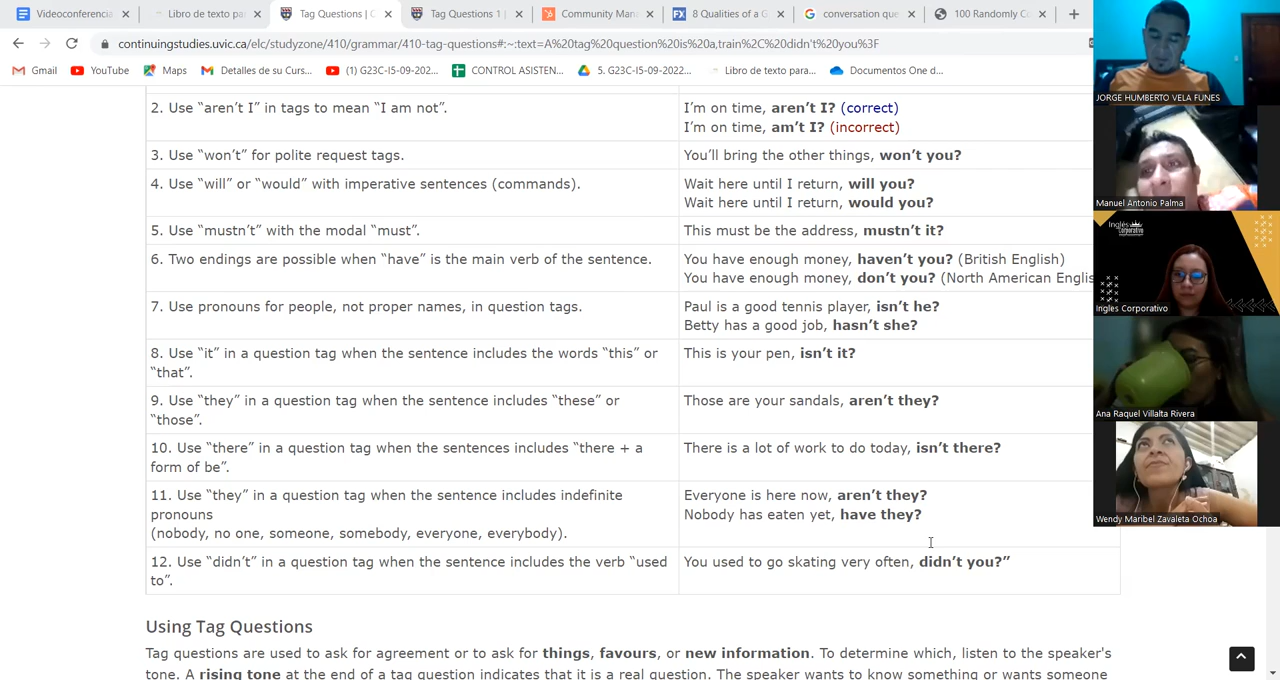 Videoconferencia
Libro de texto pa
Tag Questions | G
Tag Questions 1 |
Community Man
8 Qualities of a G
conversation que
100 Randomly Co
continuingstudies.uvic.ca/elc/studyzone/410/grammar/410-tag-questions#:~:text=A%20tag%20question%20is%20a,train%2C%20didn't%20you%3F
Gmail
YouTube
Maps
Detalles de su Curs...
(1) G23C-I5-09-202...
CONTROL ASISTEN...
5. G23C-I5-09-2022...
Libro de texto para...
Documentos One d...
2. Use “aren’t I” in tags to mean “I am not”.
I’m on time, aren’t I? (correct)
I’m on time, am’t I? (incorrect)
3. Use “won’t” for polite request tags.
You’ll bring the other things, won’t you?
4. Use “will” or “would” with imperative sentences (commands).
Wait here until I return, will you?
Wait here until I return, would you?
5. Use “mustn’t” with the modal “must”.
This must be the address, mustn’t it?
6. Two endings are possible when “have” is the main verb of the sentence.
You have enough money, haven’t you? (British English)
You have enough money, don’t you? (North American Englis
7. Use pronouns for people, not proper names, in question tags.
Paul is a good tennis player, isn’t he?
Betty has a good job, hasn’t she?
8. Use “it” in a question tag when the sentence includes the words “this” or
“that”.
This is your pen, isn’t it?
9. Use “they” in a question tag when the sentence includes “these” or
“those”.
Those are your sandals, aren’t they?
10. Use “there” in a question tag when the sentences includes “there + a
form of be”.
There is a lot of work to do today, isn’t there?
11. Use “they” in a question tag when the sentence includes indefinite
pronouns
(nobody, no one, someone, somebody, everyone, everybody).
Everyone is here now, aren’t they?
Nobody has eaten yet, have they?
12. Use “didn’t” in a question tag when the sentence includes the verb “used
to”.
You used to go skating very often, didn’t you?”
Using Tag Questions
Tag questions are used to ask for agreement or to ask for things, favours, or new information. To determine which, listen to the speaker's
tone. A rising tone at the end of a tag question indicates that it is a real question. The speaker wants to know something or wants someone
JORGE HUMBERTO VELA FUNES
Manuel Antonio Palma
Inglés
Corporativo
Ingles Corporativo
Ana Raquel Villalta Rivera
Wendy Maribel Zavaleta Ochoa